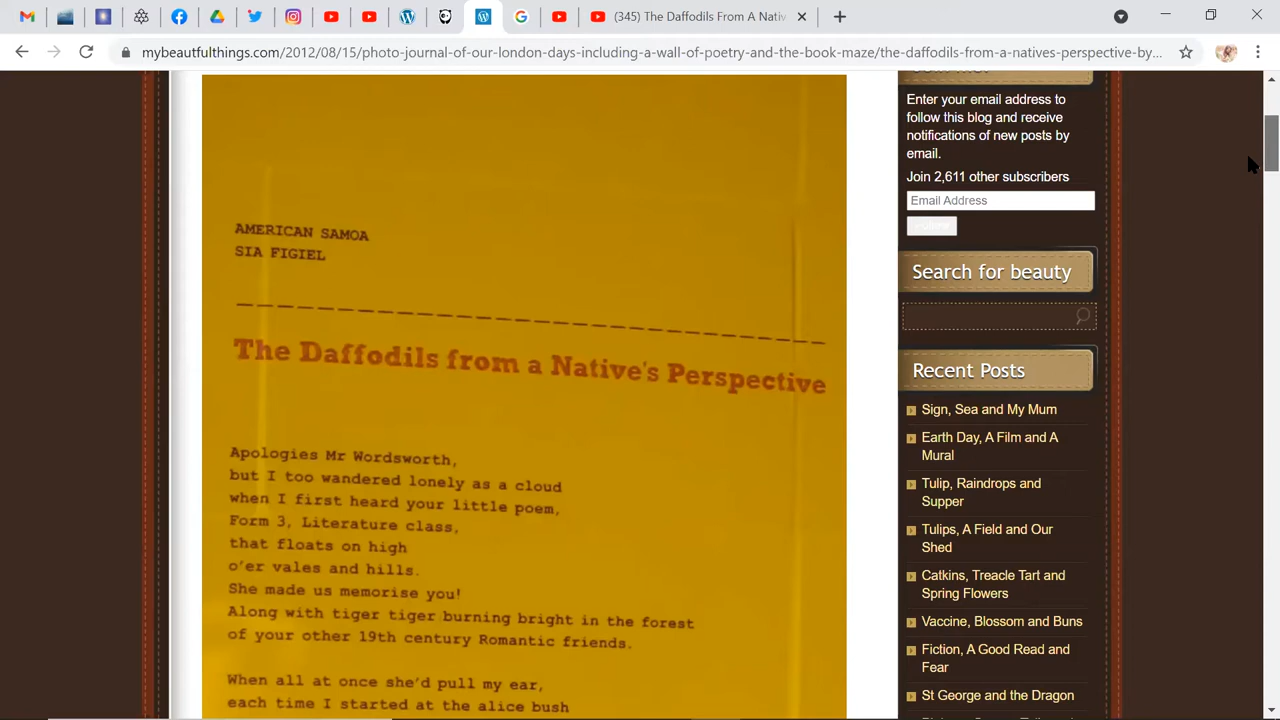 (345) The Daffodils From A Nativ
mybeautifulthings.com/2012/08/15/photo-journal-of-our-london-days-including-a-wall-of-poetry-and-the-book-maze/the-daffodils-from-a-natives-perspective-by...
AMERICAN SAMOA
SIA FIGIEL
The Daffodils from a Native's Perspective
Apologies Mr Wordsworth,
but I too wandered lonely as a cloud
when I first heard your little poem,
Form 3, Literature class,
that floats on high
o'er vales and hills.
She made us memorise you!
Along with tiger tiger burning bright in the forest
of your other 19th century Romantic friends.
When all at once she'd pull my ear,
each time I started at the alice bush
Enter your email address to
follow this blog and receive
notifications of new posts by
email.
Join 2,611 other subscribers
Email Address
Search for beauty
Recent Posts
Sign, Sea and My Mum
Earth Day, A Film and A
Mural
Tulip, Raindrops and
Supper
Tulips, A Field and Our
Shed
Catkins, Treacle Tart and
Spring Flowers
Vaccine, Blossom and Buns
Fiction, A Good Read and
Fear
St George and the Dragon